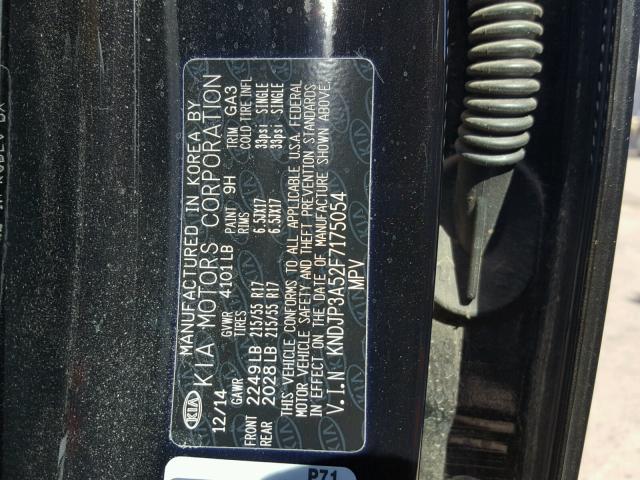 MANUFACTURED IN KOREA BY
KIA KIA MOTORS CORPORATION
12/14 GVWR 4101LB PAINT 9H TRIM GA3
GAWR TIRES RIMS COLD TIRE INFL
FRONT 2249LB 215/55 R17 6.5JX17 33psi SINGLE
REAR 2028LB 215/55 R17 6.5JX17 33psi SINGLE
THIS VEHICLE CONFORMS TO ALL APPLICABLE U.S.A. FEDERAL
MOTOR VEHICLE SAFETY AND THEFT PREVENTION STANDARDS
IN EFFECT ON THE DATE OF MANUFACTURE SHOWN ABOVE.
V.I.N KNDJP3A52F7175054
MPV
P71